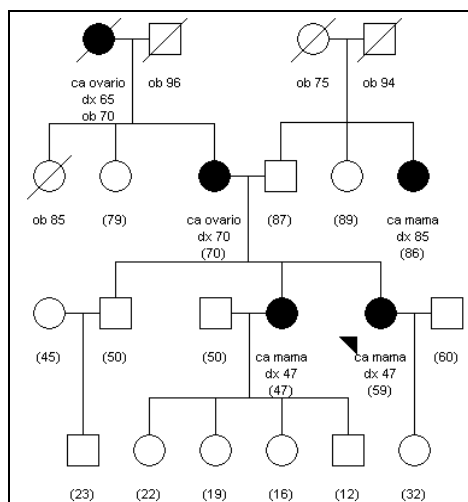 ca ovario
dx 65
ob 70
ob 96
ob 75
ob 94
ob 85
(79)
ca ovario
dx 70
(70)
(87)
(89)
ca mama
dx 85
(86)
(45)
(50)
(50)
ca mama
dx 47
(47)
ca mama
dx 47
(59)
(60)
(23)
(22)
(19)
(16)
(12)
(32)